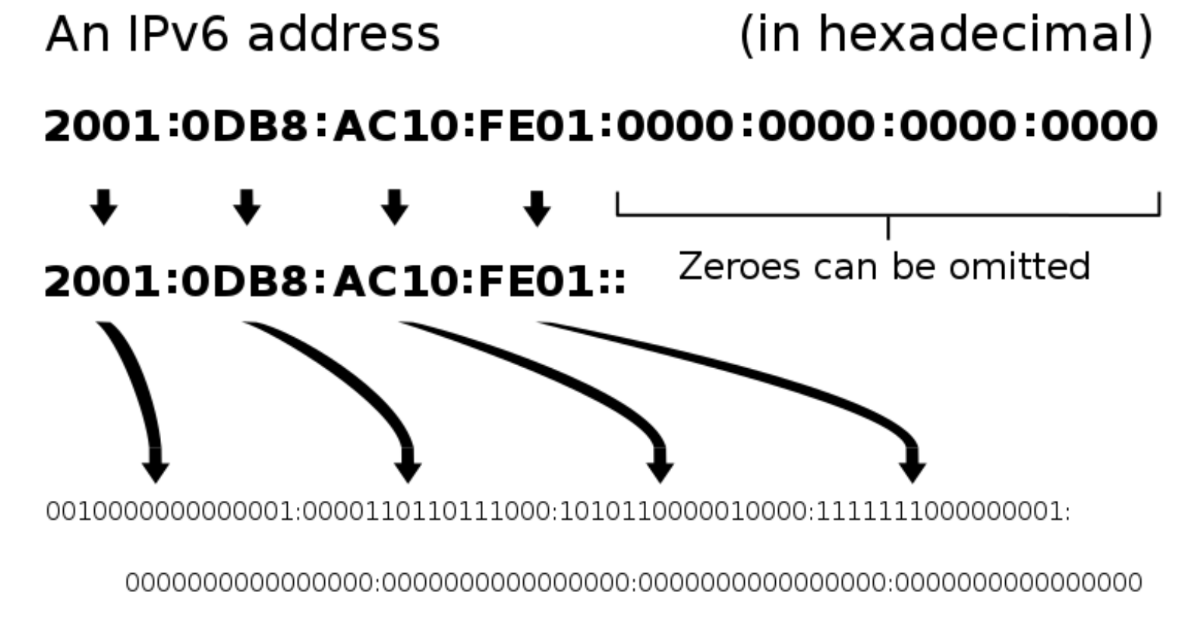 An IPv6 address (in hexadecimal)
2001:0DB8:AC10:FE01:0000:0000:0000:0000
2001:0DB8:AC10:FE01::
Zeroes can be omitted
0010000000000001:0000110110111000:1010110000010000:1111111000000001:
0000000000000000:0000000000000000:0000000000000000:0000000000000000